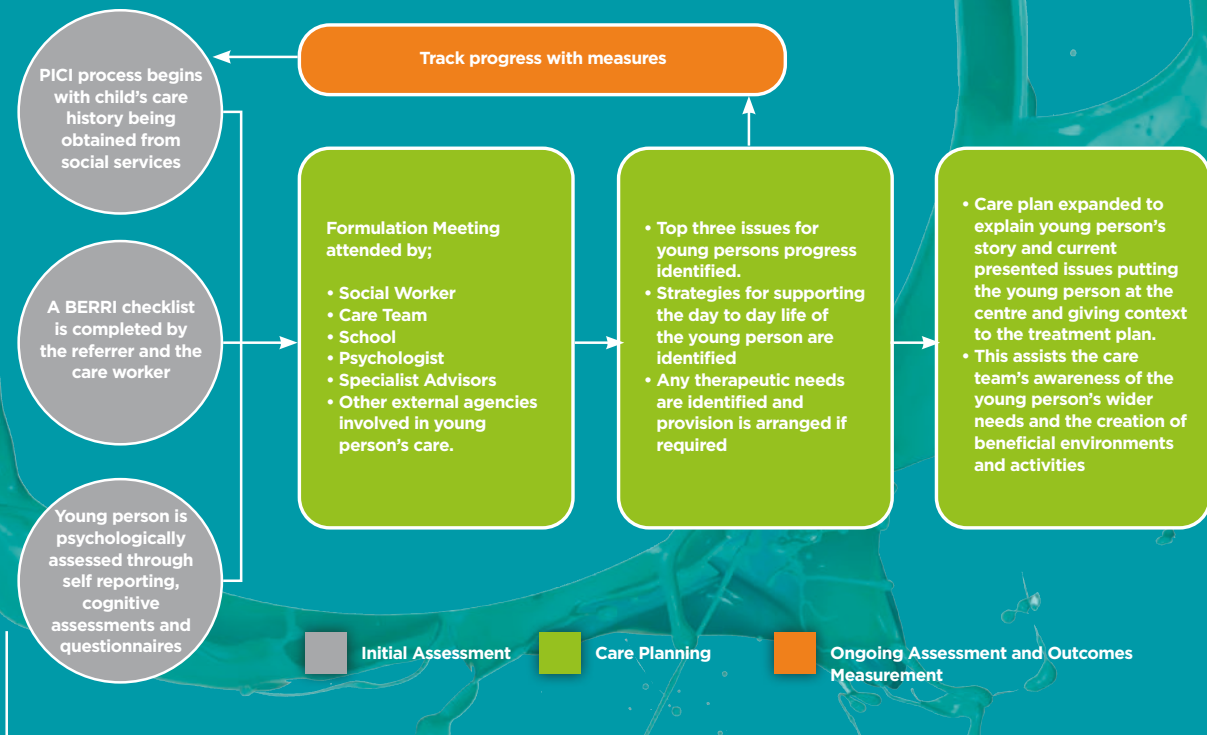 PICI process begins
with child's care
history being
obtained from
social services
Track progress with measures
A BERRI checklist
is completed by
the referrer and the
care worker
Young person is
psychologically
assessed through
self reporting,
cognitive
assessments and
questionnaires
Formulation Meeting
attended by;
• Social Worker
• Care Team
• School
• Psychologist
• Specialist Advisors
• Other external agencies
involved in young
person's care.
• Top three issues for
young persons progress
identified.
• Strategies for supporting
the day to day life of
the young person are
identified
• Any therapeutic needs
are identified and
provision is arranged if
required
• Care plan expanded to
explain young person's
story and current
presented issues putting
the young person at the
centre and giving context
to the treatment plan.
• This assists the care
team's awareness of the
young person's wider
needs and the creation of
beneficial environments
and activities
Initial Assessment
Care Planning
Ongoing Assessment and Outcomes
Measurement